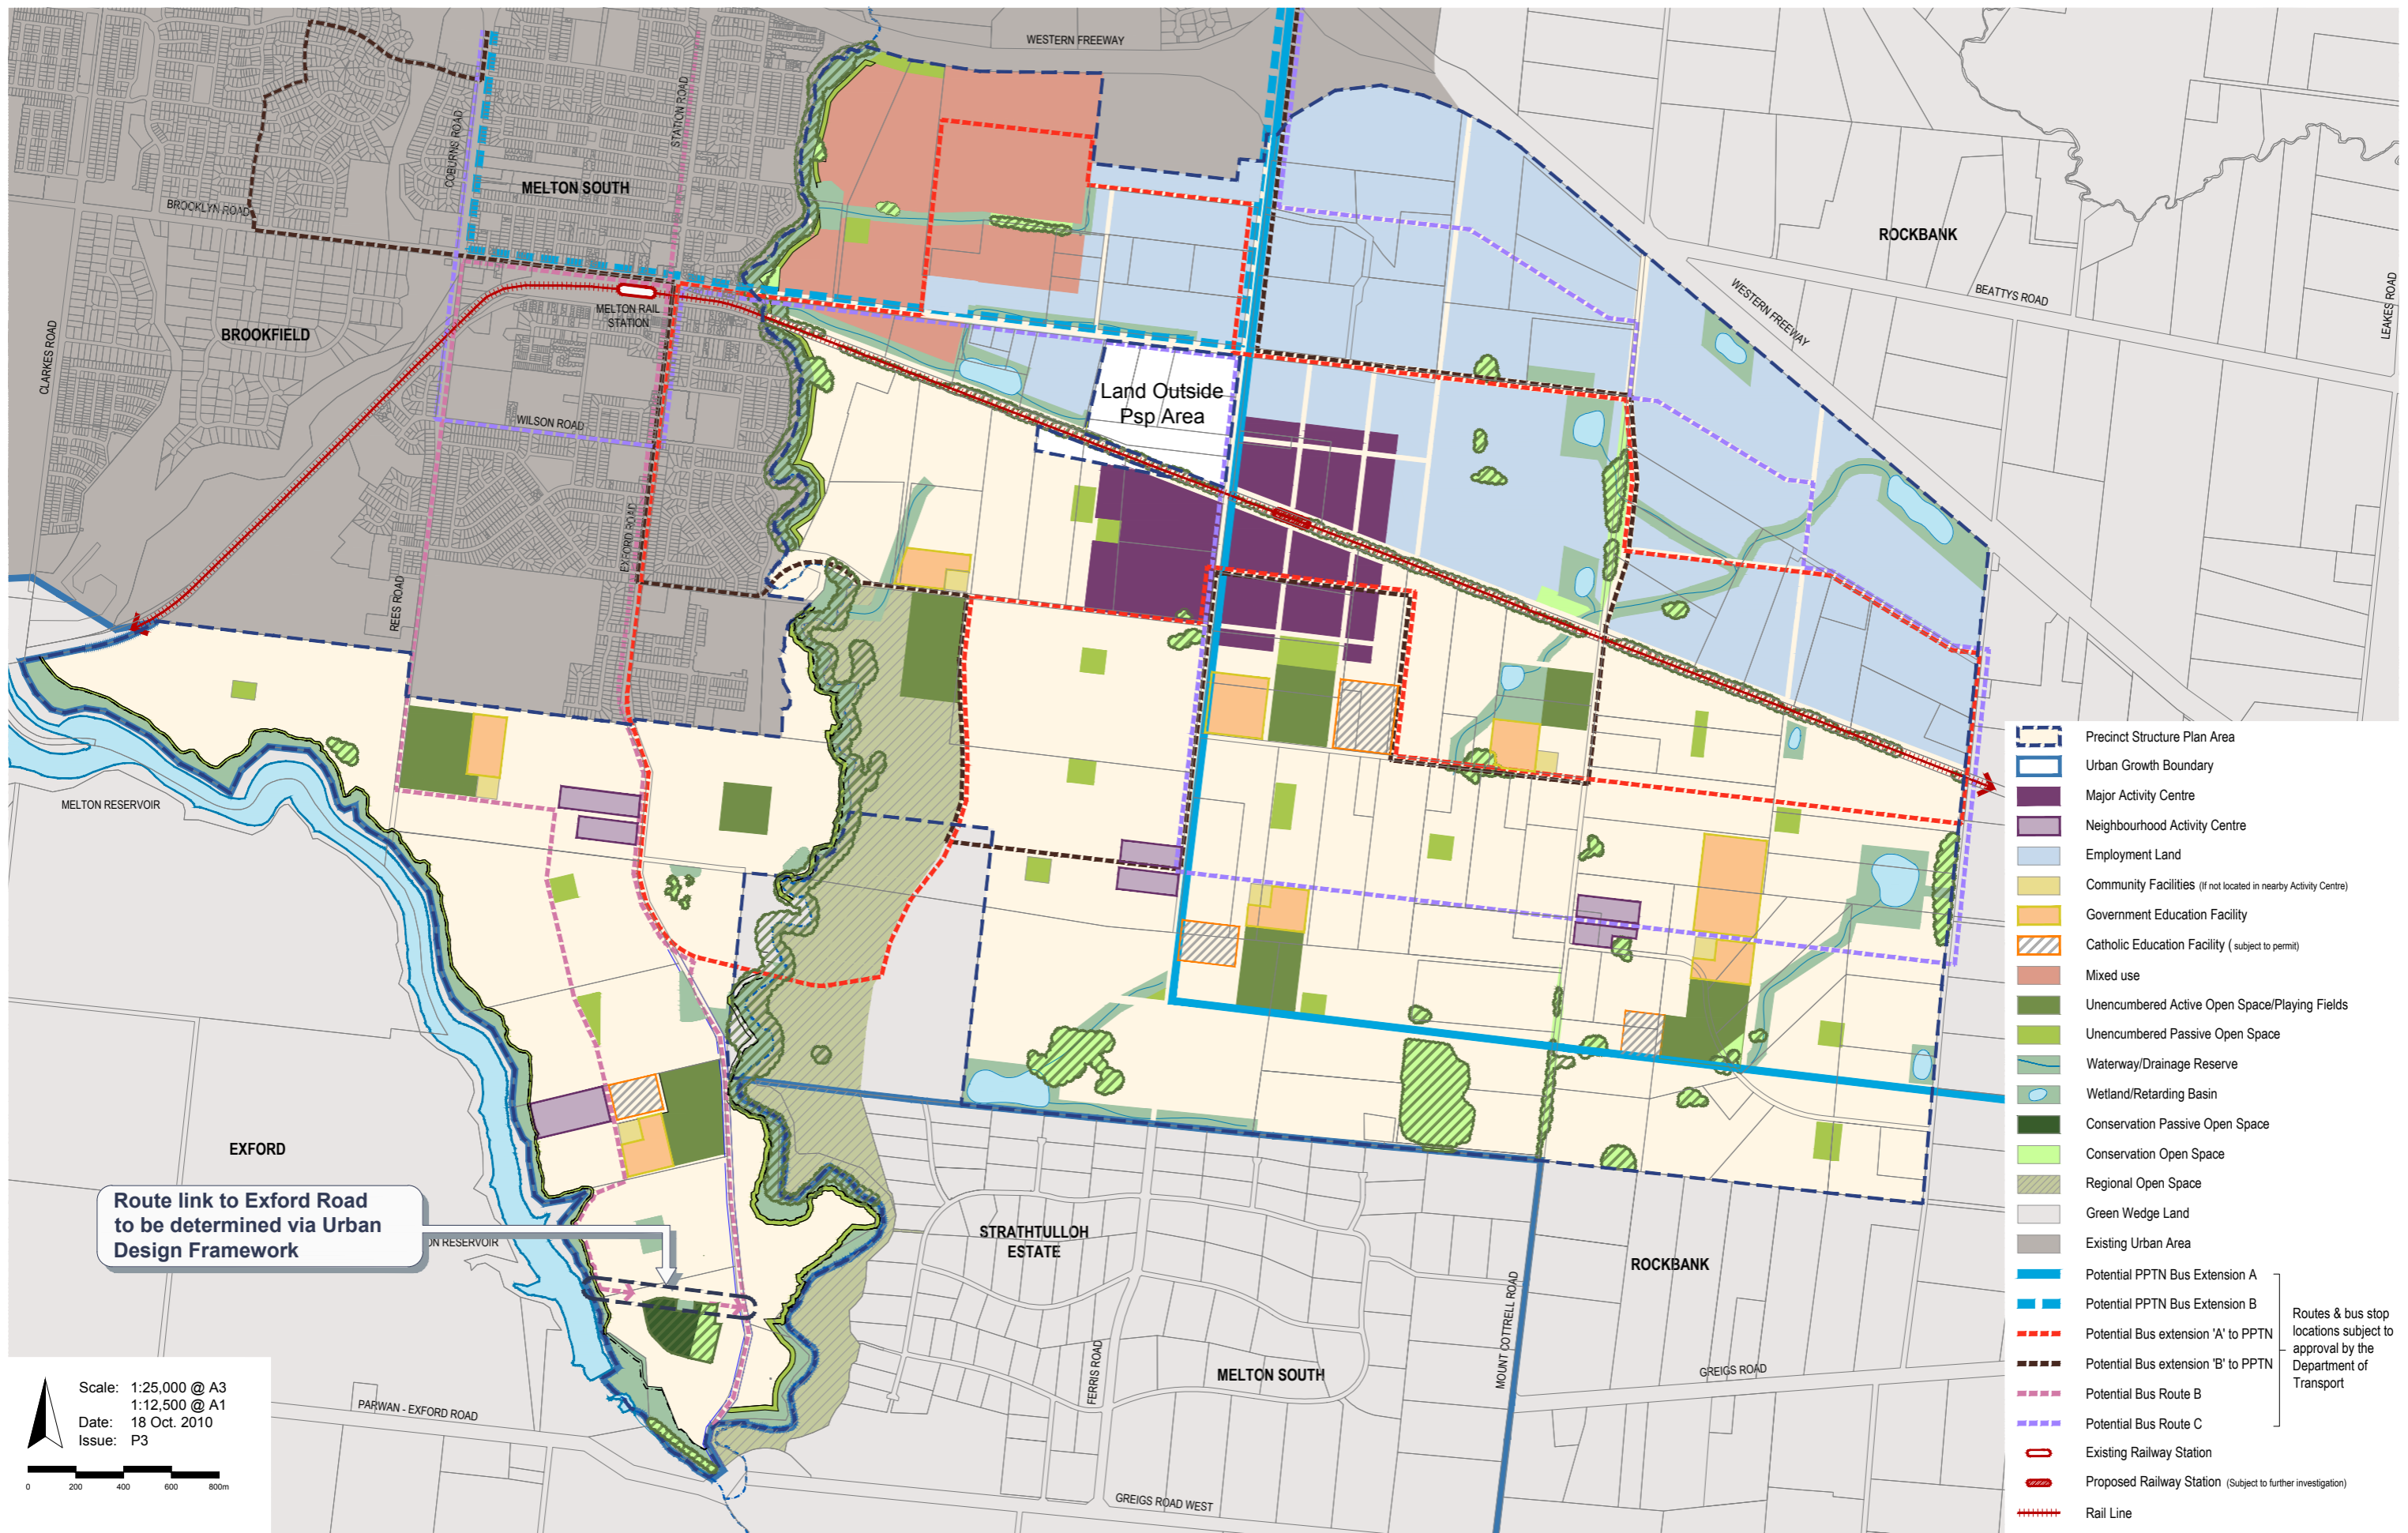 WESTERN FREEWAY
STATION ROAD
COBURNS ROAD
MELTON SOUTH
BROOKLYN ROAD
ROCKBANK
BEATTYS ROAD
WESTERN FREEWAY
LEAKES ROAD
MELTON RAIL
STATION
BROOKFIELD
CLARKES ROAD
Land Outside
Psp Area
WILSON ROAD
EXFORD ROAD
REES ROAD
MELTON RESERVOIR
EXFORD
Route link to Exford Road
to be determined via Urban
Design Framework
ON RESERVOIR
STRATHTULLOH
ESTATE
ROCKBANK
MOUNT COTTRELL ROAD
FERRIS ROAD
MELTON SOUTH
GREIGS ROAD
PARWAN - EXFORD ROAD
GREIGS ROAD WEST
Scale: 1:25,000 @ A3
1:12,500 @ A1
Date: 18 Oct. 2010
Issue: P3
0 200 400 600 800m
Precinct Structure Plan Area
Urban Growth Boundary
Major Activity Centre
Neighbourhood Activity Centre
Employment Land
Community Facilities (If not located in nearby Activity Centre)
Government Education Facility
Catholic Education Facility ( subject to permit)
Mixed use
Unencumbered Active Open Space/Playing Fields
Unencumbered Passive Open Space
Waterway/Drainage Reserve
Wetland/Retarding Basin
Conservation Passive Open Space
Conservation Open Space
Regional Open Space
Green Wedge Land
Existing Urban Area
Potential PPTN Bus Extension A
Potential PPTN Bus Extension B
Potential Bus extension 'A' to PPTN
Potential Bus extension 'B' to PPTN
Potential Bus Route B
Potential Bus Route C
Routes & bus stop
locations subject to
approval by the
Department of
Transport
Existing Railway Station
Proposed Railway Station (Subject to further investigation)
Rail Line